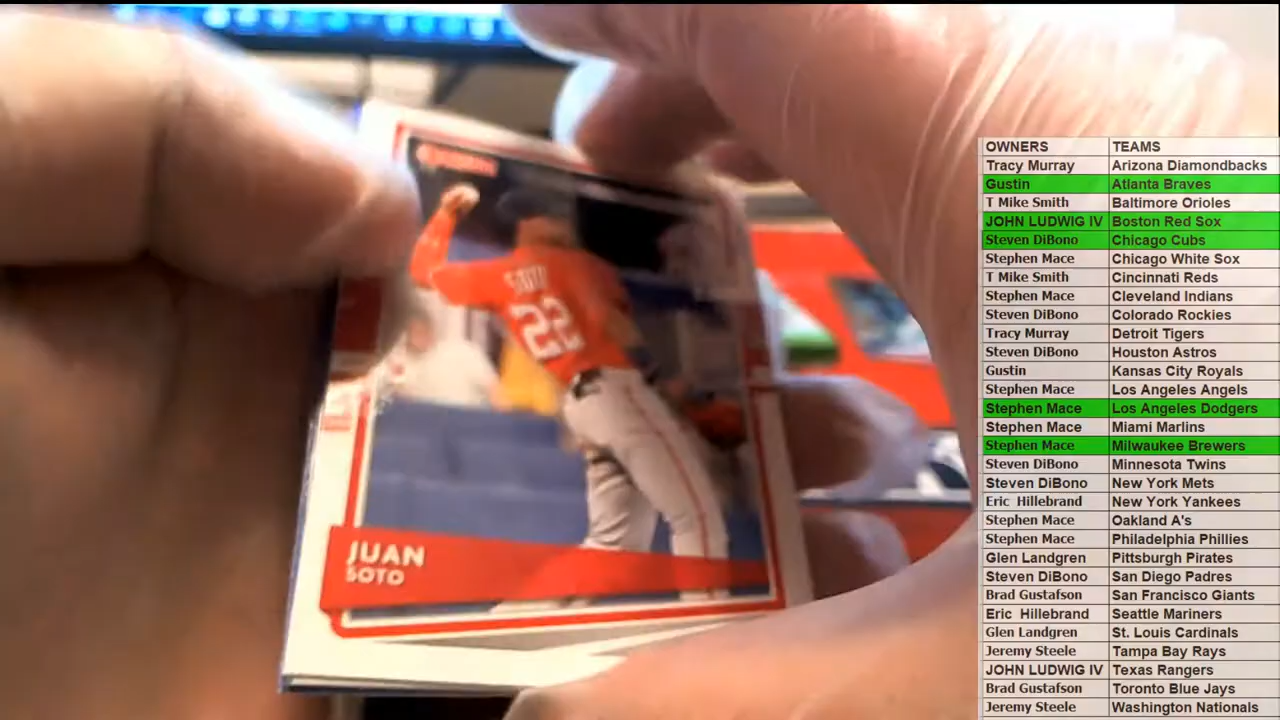 SOTO
22
JUAN
SOTO
OWNERS TEAMS
Tracy Murray Arizona Diamondbacks
Gustin Atlanta Braves
T Mike Smith Baltimore Orioles
JOHN LUDWIG IV Boston Red Sox
Steven DiBono Chicago Cubs
Stephen Mace Chicago White Sox
T Mike Smith Cincinnati Reds
Stephen Mace Cleveland Indians
Steven DiBono Colorado Rockies
Tracy Murray Detroit Tigers
Steven DiBono Houston Astros
Gustin Kansas City Royals
Stephen Mace Los Angeles Angels
Stephen Mace Los Angeles Dodgers
Stephen Mace Miami Marlins
Stephen Mace Milwaukee Brewers
Steven DiBono Minnesota Twins
Steven DiBono New York Mets
Eric Hillebrand New York Yankees
Stephen Mace Oakland A's
Stephen Mace Philadelphia Phillies
Glen Landgren Pittsburgh Pirates
Steven DiBono San Diego Padres
Brad Gustafson San Francisco Giants
Eric Hillebrand Seattle Mariners
Glen Landgren St. Louis Cardinals
Jeremy Steele Tampa Bay Rays
JOHN LUDWIG IV Texas Rangers
Brad Gustafson Toronto Blue Jays
Jeremy Steele Washington Nationals